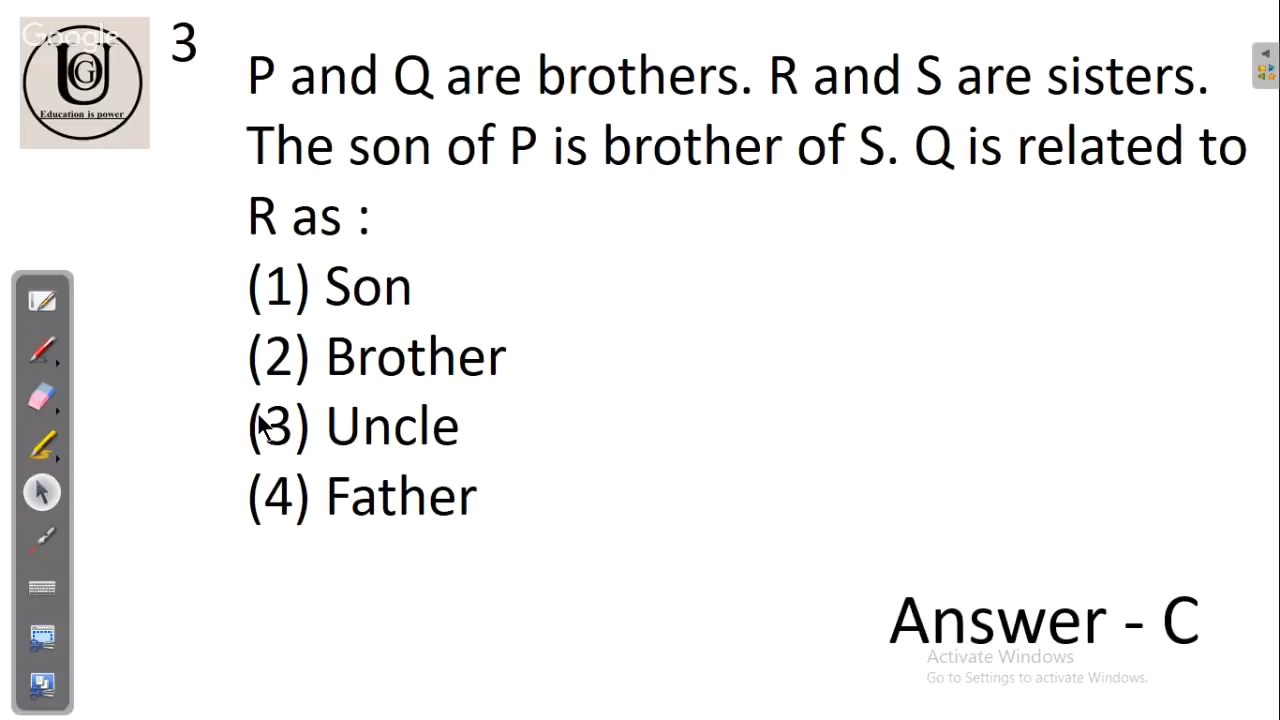 Google
U
G
Education is power
3
P and Q are brothers. R and S are sisters.
The son of P is brother of S. Q is related to
R as :
(1) Son
(2) Brother
(3) Uncle
(4) Father
Answer - C
Activate Windows
Go to Settings to activate Windows.